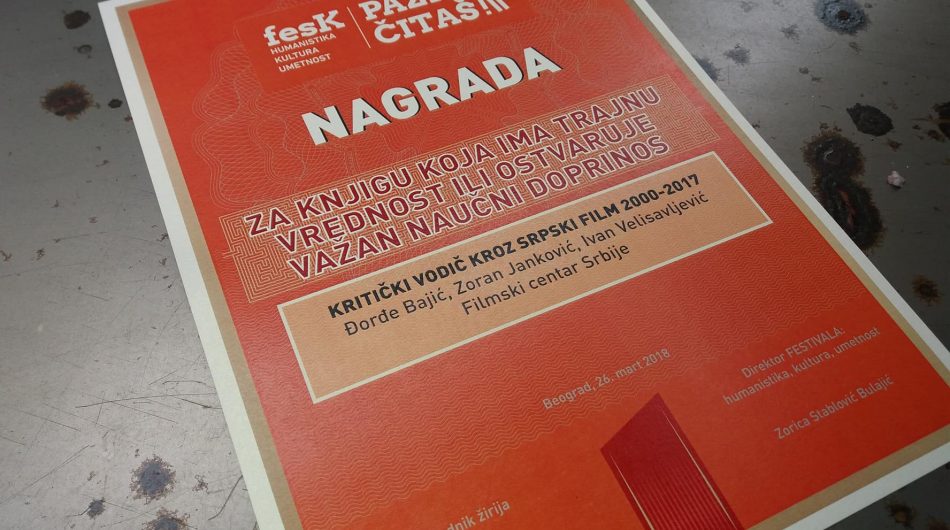 fesK
HUMANISTIKA
KULTURA
UMETNOST
ČITAŠ!
NAGRADA
ZA KNJIGU KOJA IMA TRAJNU
VREDNOST ILI OSTVARUJE
VAŽAN NAUČNI DOPRINOS
KRITIČKI VODIČ KROZ SRPSKI FILM 2000-2017
Đorđe Bajić, Zoran Janković, Ivan Velisavljević
Filmski centar Srbije
Beograd, 26. mart 2018
Direktor FESTIVALA:
humanistika, kultura, umetnost
Zorica Stablović Bulajić
žirija